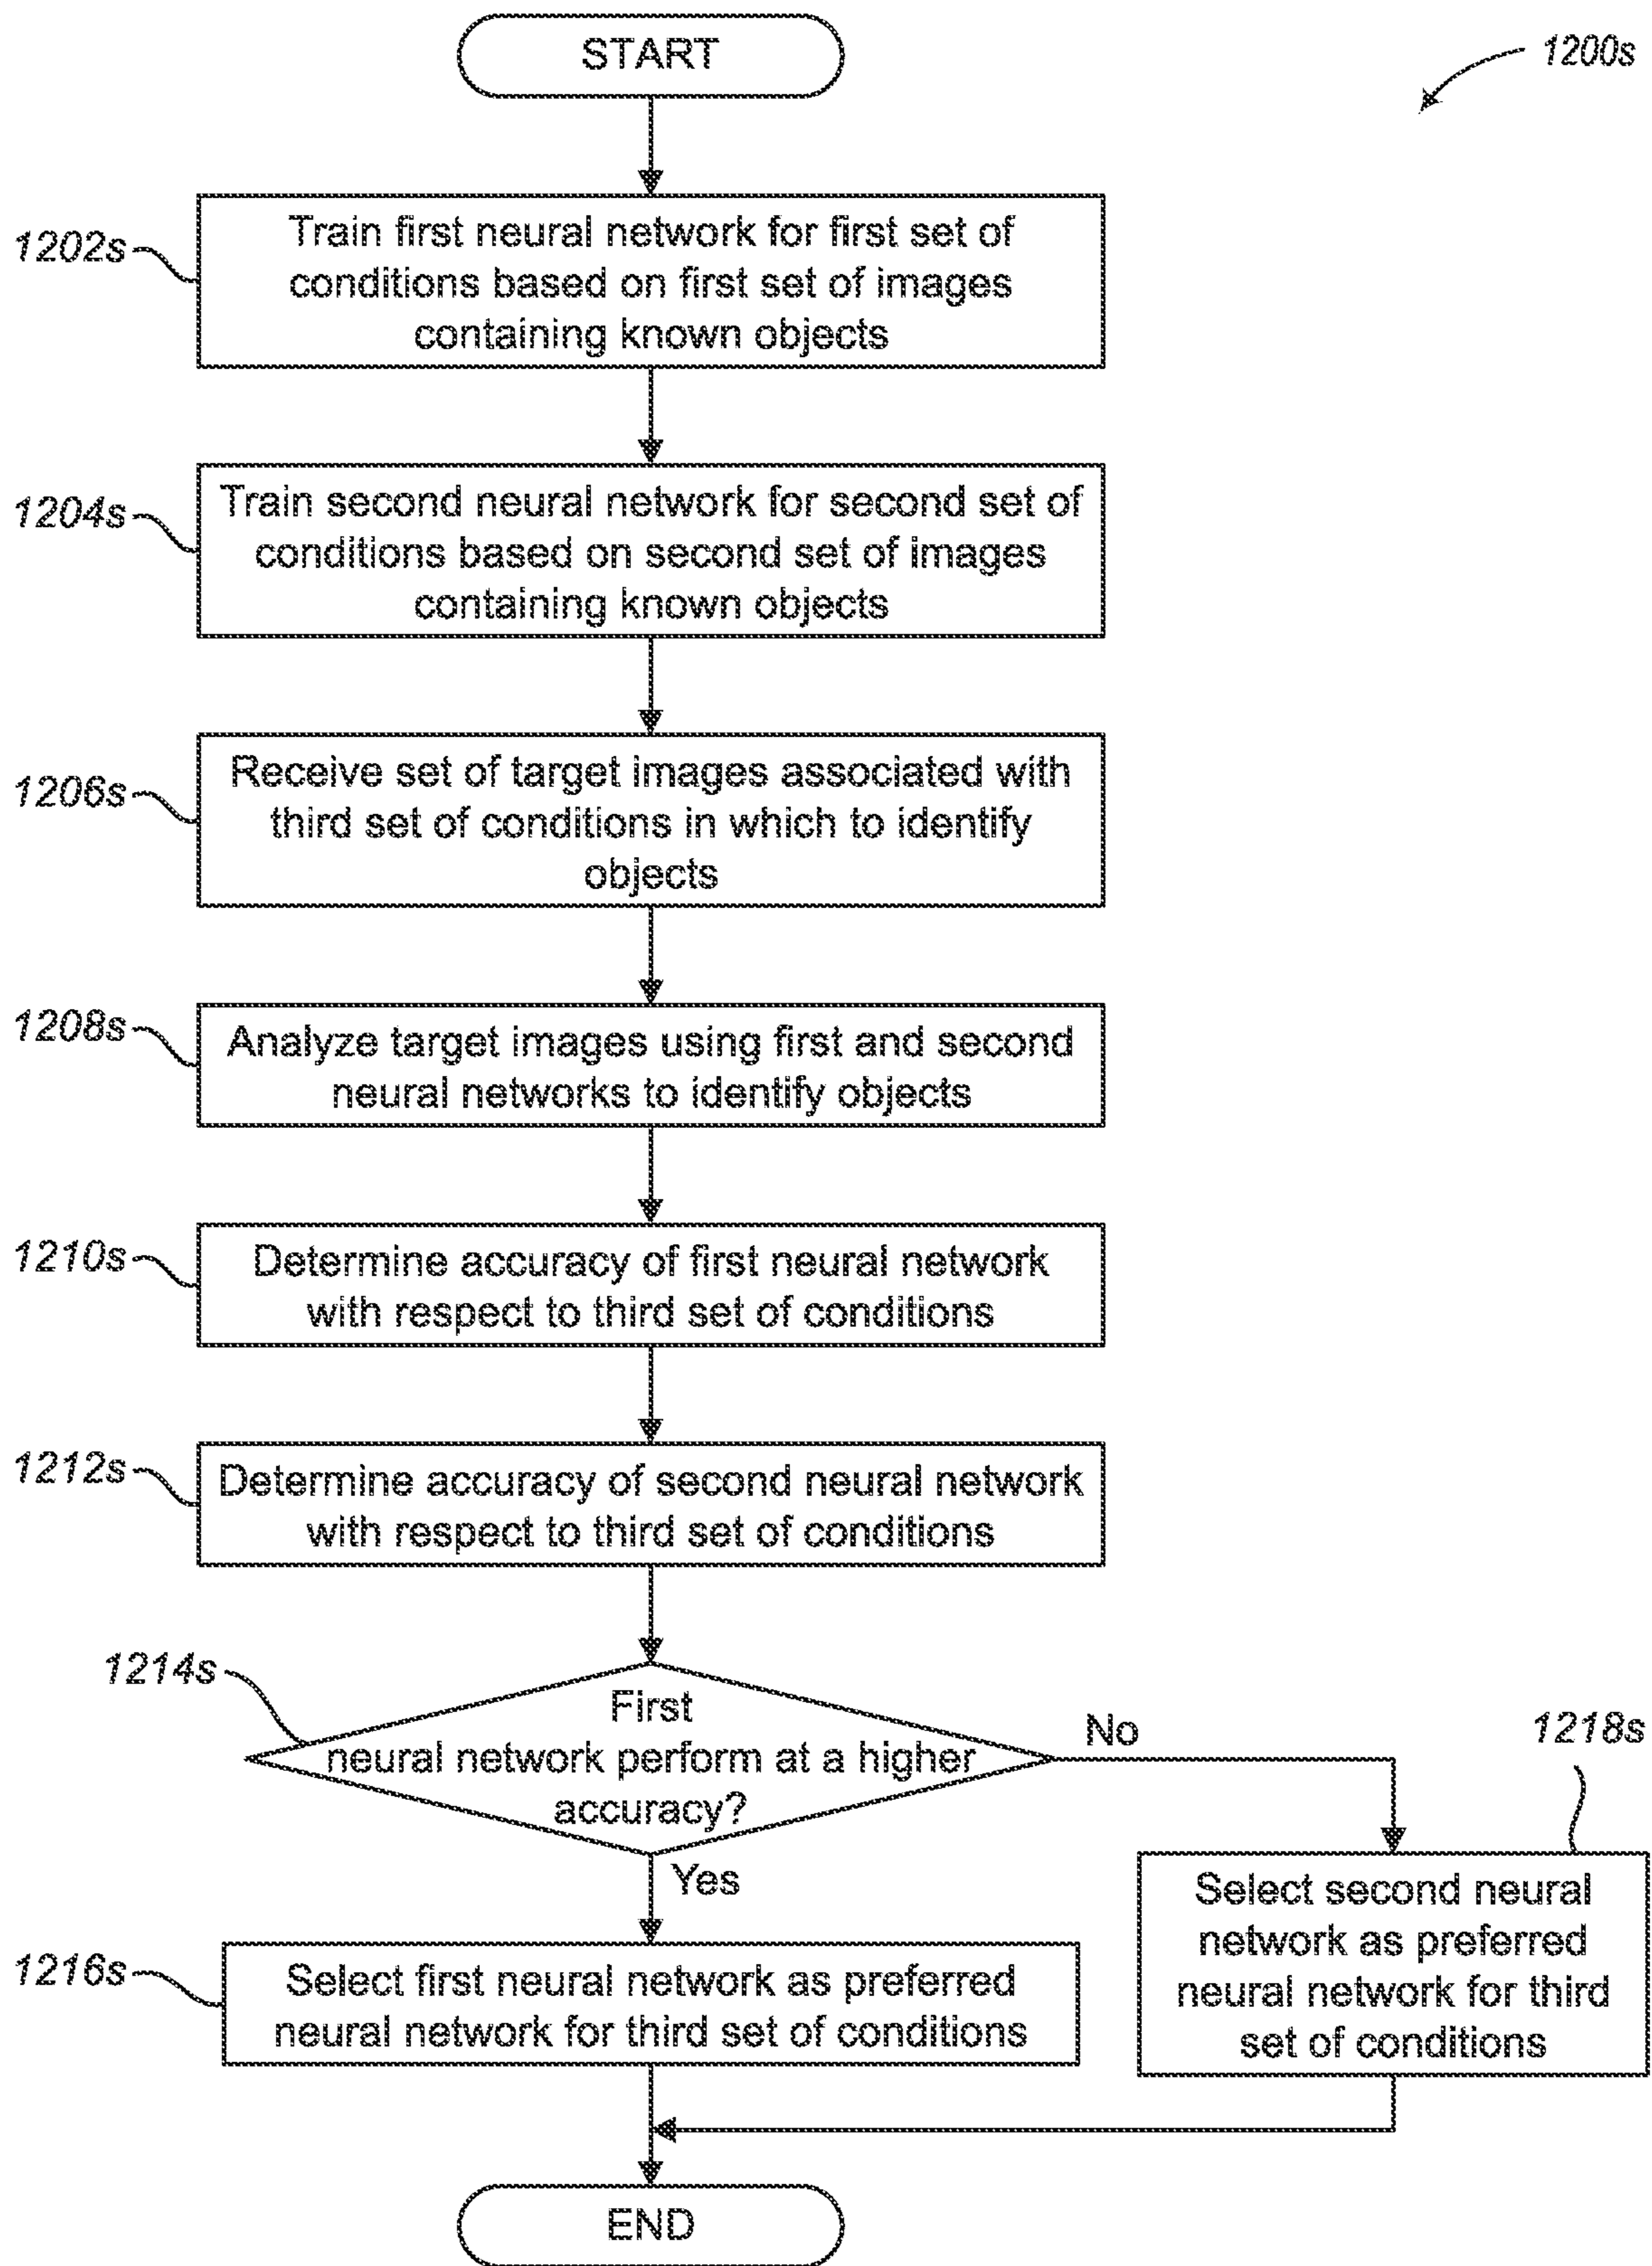 START
1200s
1202s
Train first neural network for first set of
conditions based on first set of images
containing known objects
1204s
Train second neural network for second set of
conditions based on second set of images
containing known objects
1206s
Receive set of target images associated with
third set of conditions in which to identify
objects
1208s
Analyze target images using first and second
neural networks to identify objects
1210s
Determine accuracy of first neural network
with respect to third set of conditions
1212s
Determine accuracy of second neural network
with respect to third set of conditions
1214s
First
neural network perform at a higher
accuracy?
No
1218s
Yes
Select second neural
network as preferred
neural network for third
set of conditions
1216s
Select first neural network as preferred
neural network for third set of conditions
END